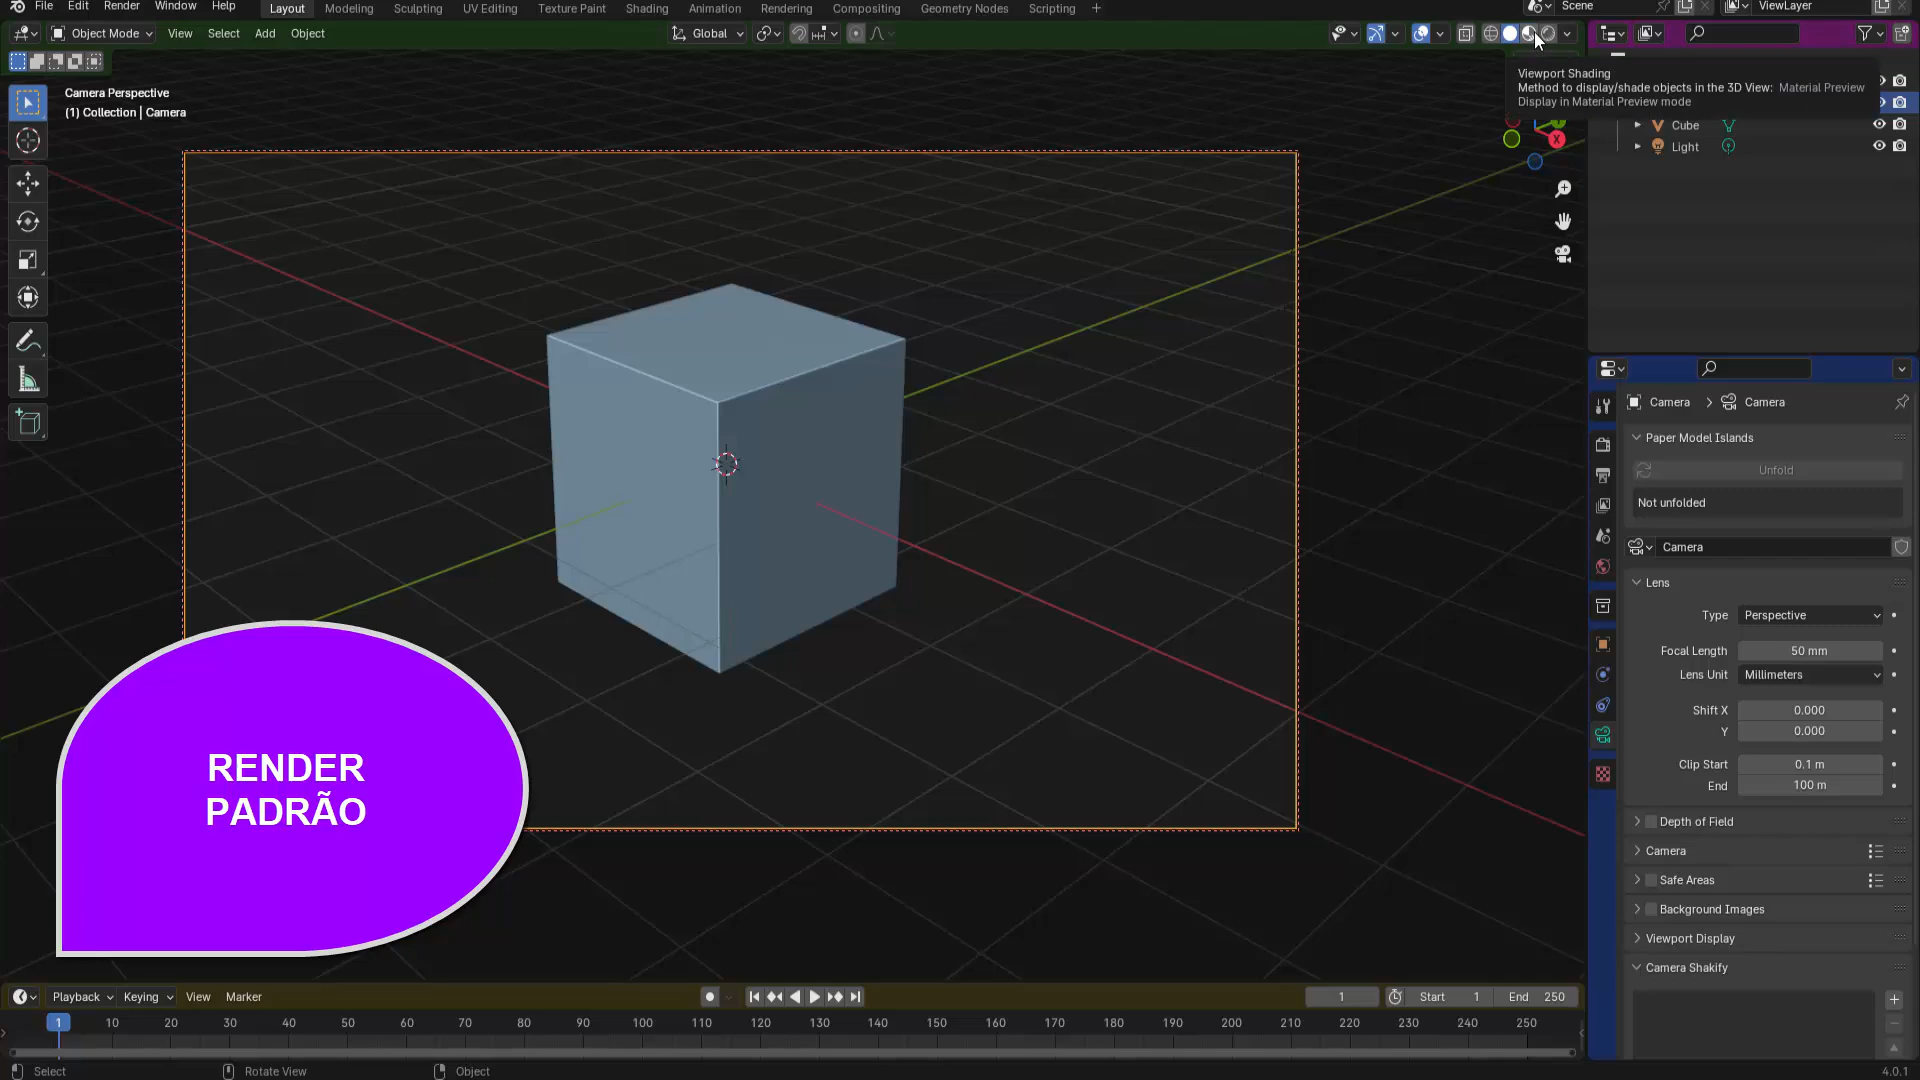 File Edit Render Window Help Layout Modeling Sculpting UV Editing Texture Paint Shading Animation Rendering Compositing Geometry Nodes Scripting + Scene ViewLayer
Object Mode View Select Add Object Global
Camera Perspective
(1) Collection | Camera
Viewport Shading
Method to display/shade objects in the 3D View: Material Preview
Display in Material Preview mode
Cube
Light
X
Camera > Camera
Paper Model Islands
Unfold
Not unfolded
Camera
Lens
Type Perspective
Focal Length 50 mm
Lens Unit Millimeters
Shift X 0.000
Y 0.000
Clip Start 0.1 m
End 100 m
Depth of Field
Camera
Safe Areas
Background Images
Viewport Display
Camera Shakify
RENDER
PADRÃO
Playback Keying View Marker 1 Start 1 End 250
1 10 20 30 40 50 60 70 80 90 100 110 120 130 140 150 160 170 180 190 200 210 220 230 240 250
Select Rotate View Object 4.0.1